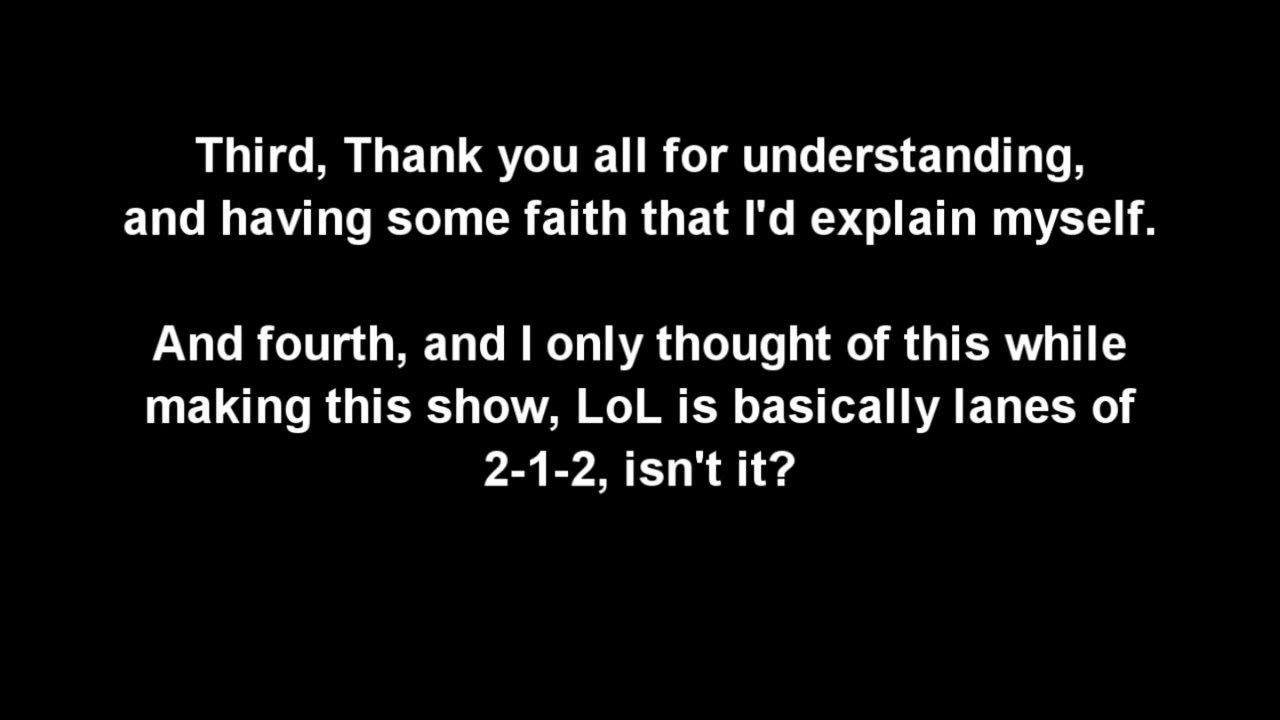 Third, Thank you all for understanding,
and having some faith that I'd explain myself.
And fourth, and I only thought of this while
making this show, LoL is basically lanes of
2-1-2, isn't it?